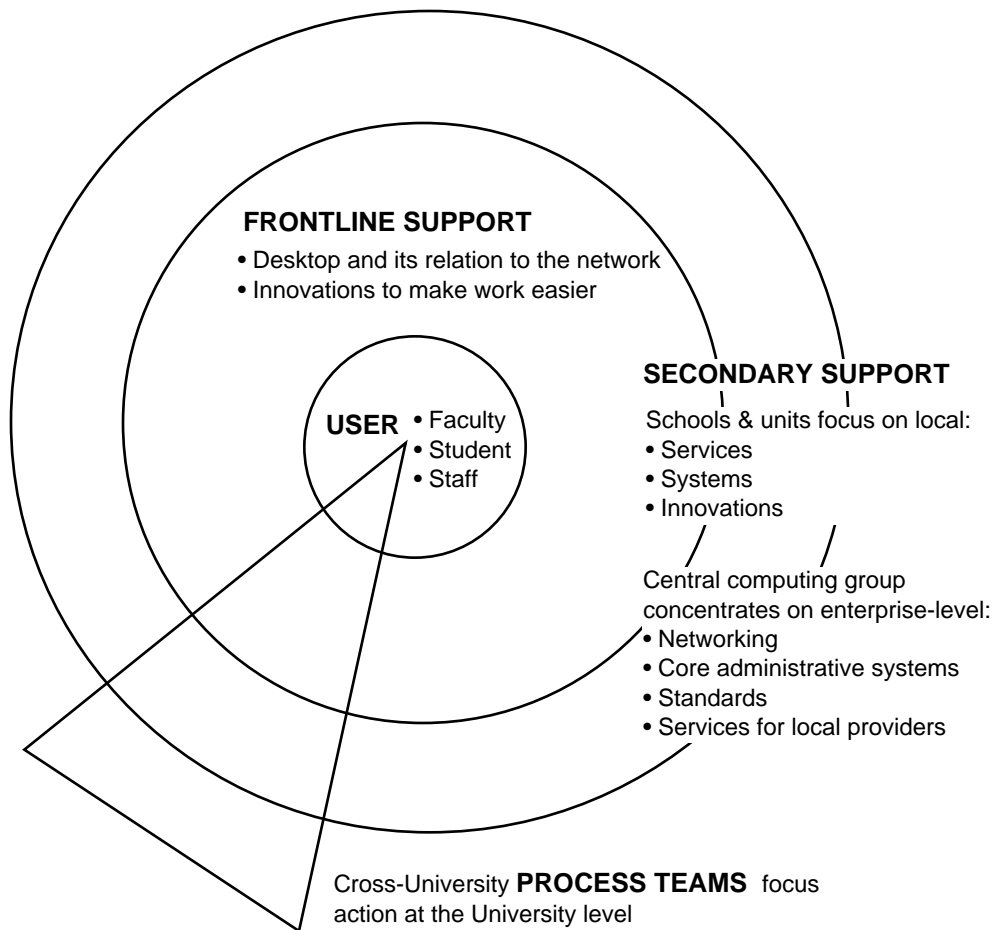 FRONTLINE SUPPORT
• Desktop and its relation to the network
• Innovations to make work easier
USER
• Faculty
• Student
• Staff
SECONDARY SUPPORT
Schools & units focus on local:
• Services
• Systems
• Innovations
Central computing group
concentrates on enterprise-level:
• Networking
• Core administrative systems
• Standards
• Services for local providers
Cross-University PROCESS TEAMS focus
action at the University level